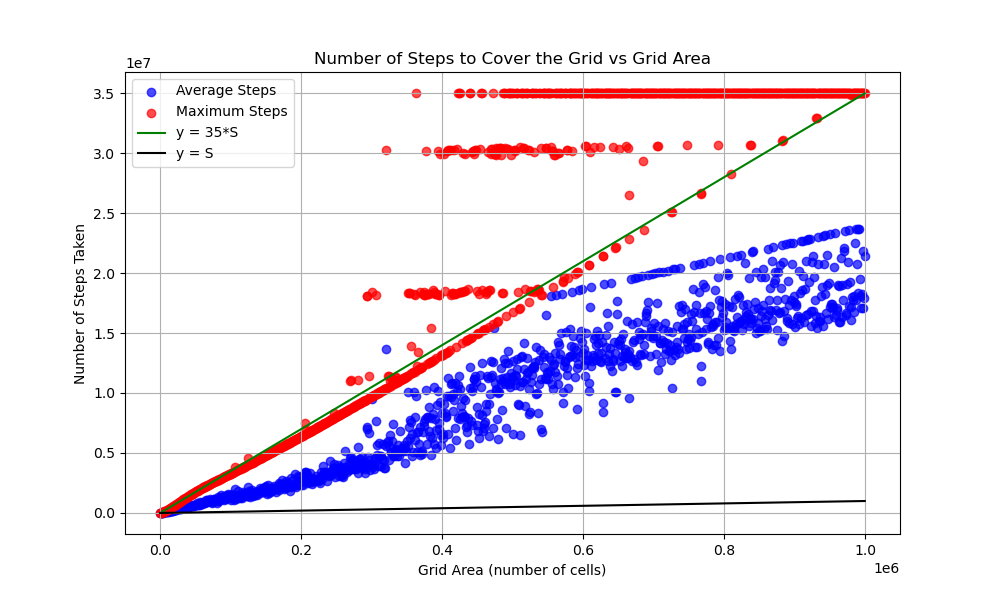 Number of Steps to Cover the Grid vs Grid Area
1e7
Average Steps
Maximum Steps
y = 35*S
y = S
Number of Steps Taken
3.5
3.0
2.5
2.0
1.5
1.0
0.5
0.0
0.0 0.2 0.4 0.6 0.8 1.0
1e6
Grid Area (number of cells)